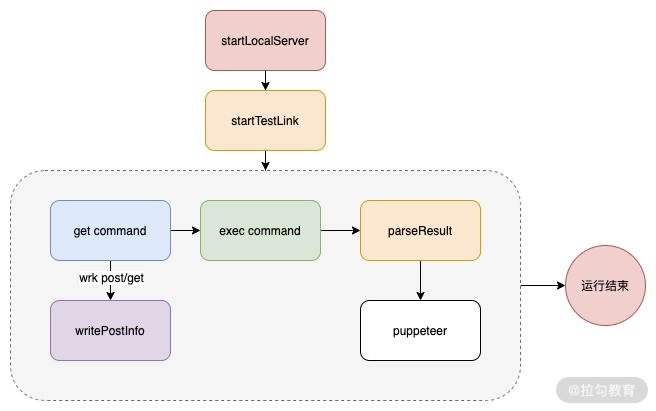 startLocalServer
startTestLink
get command
exec command
parseResult
wrk post/get
writePostInfo
puppeteer
运行结束
@拉勾教育